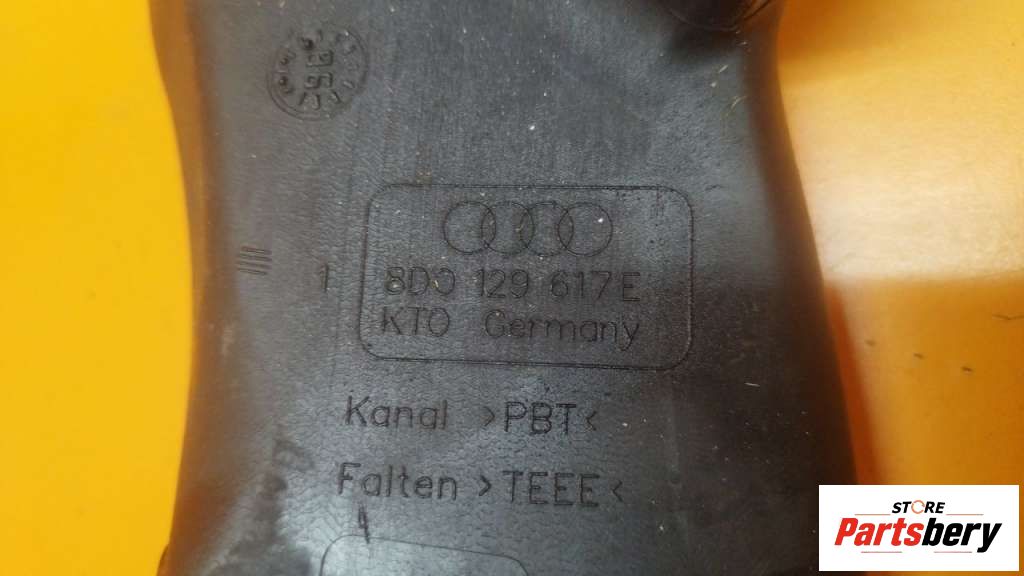 1
8D0 129 617 E
KTO Germany
Kanal >PBT<
Falten >TEEE<
STORE
Partsbery